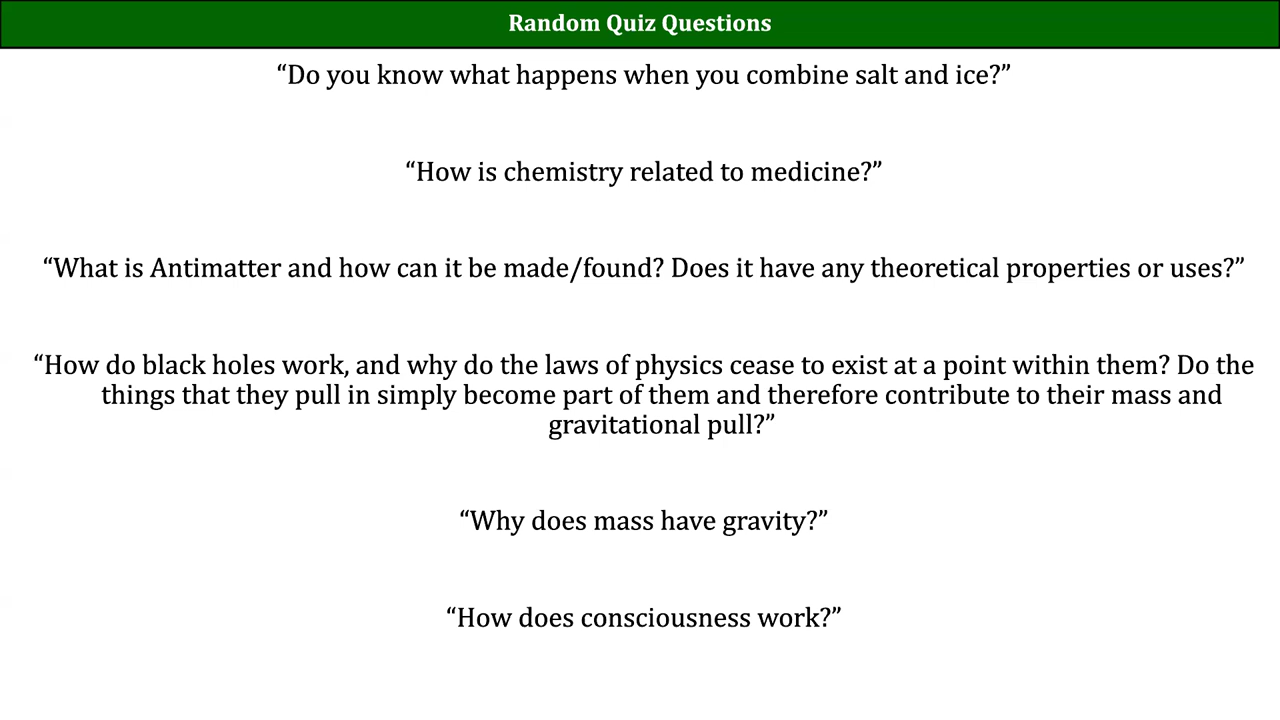 Random Quiz Questions
“Do you know what happens when you combine salt and ice?”
“How is chemistry related to medicine?”
“What is Antimatter and how can it be made/found? Does it have any theoretical properties or uses?”
“How do black holes work, and why do the laws of physics cease to exist at a point within them? Do the
things that they pull in simply become part of them and therefore contribute to their mass and
gravitational pull?”
“Why does mass have gravity?”
“How does consciousness work?”